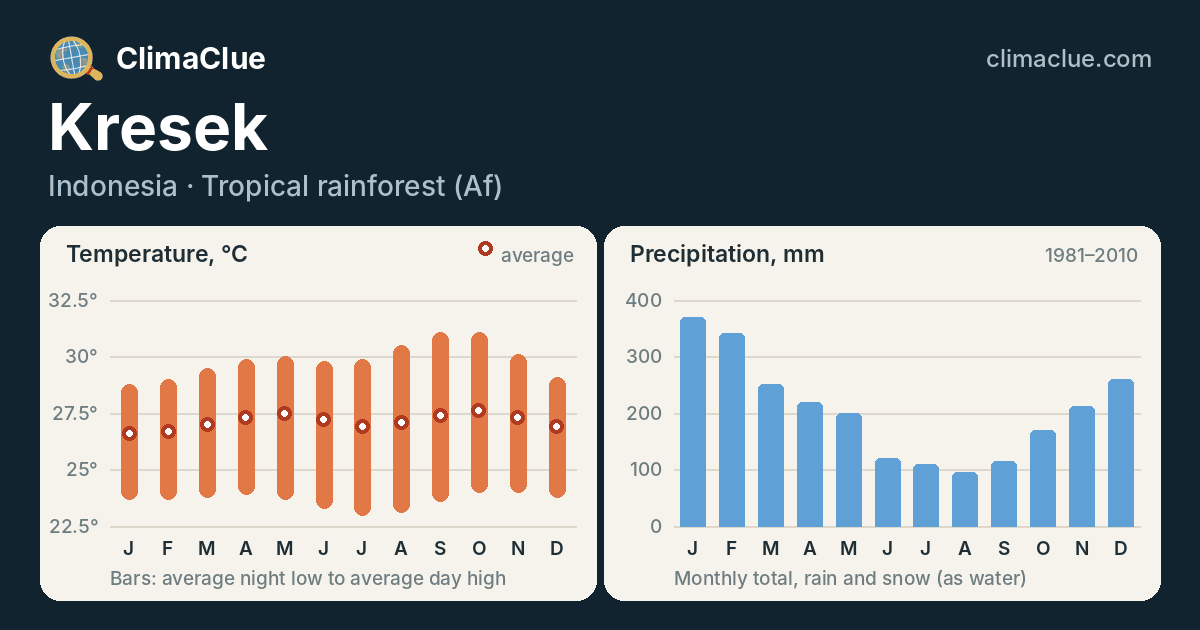 ClimaClue
climaclue.com
Kresek
Indonesia · Tropical rainforest (Af)
Temperature, °C
average
32.5°
30°
27.5°
25°
22.5°
J F M A M J J A S O N D
Bars: average night low to average day high
Precipitation, mm
1981–2010
400
300
200
100
0
J F M A M J J A S O N D
Monthly total, rain and snow (as water)